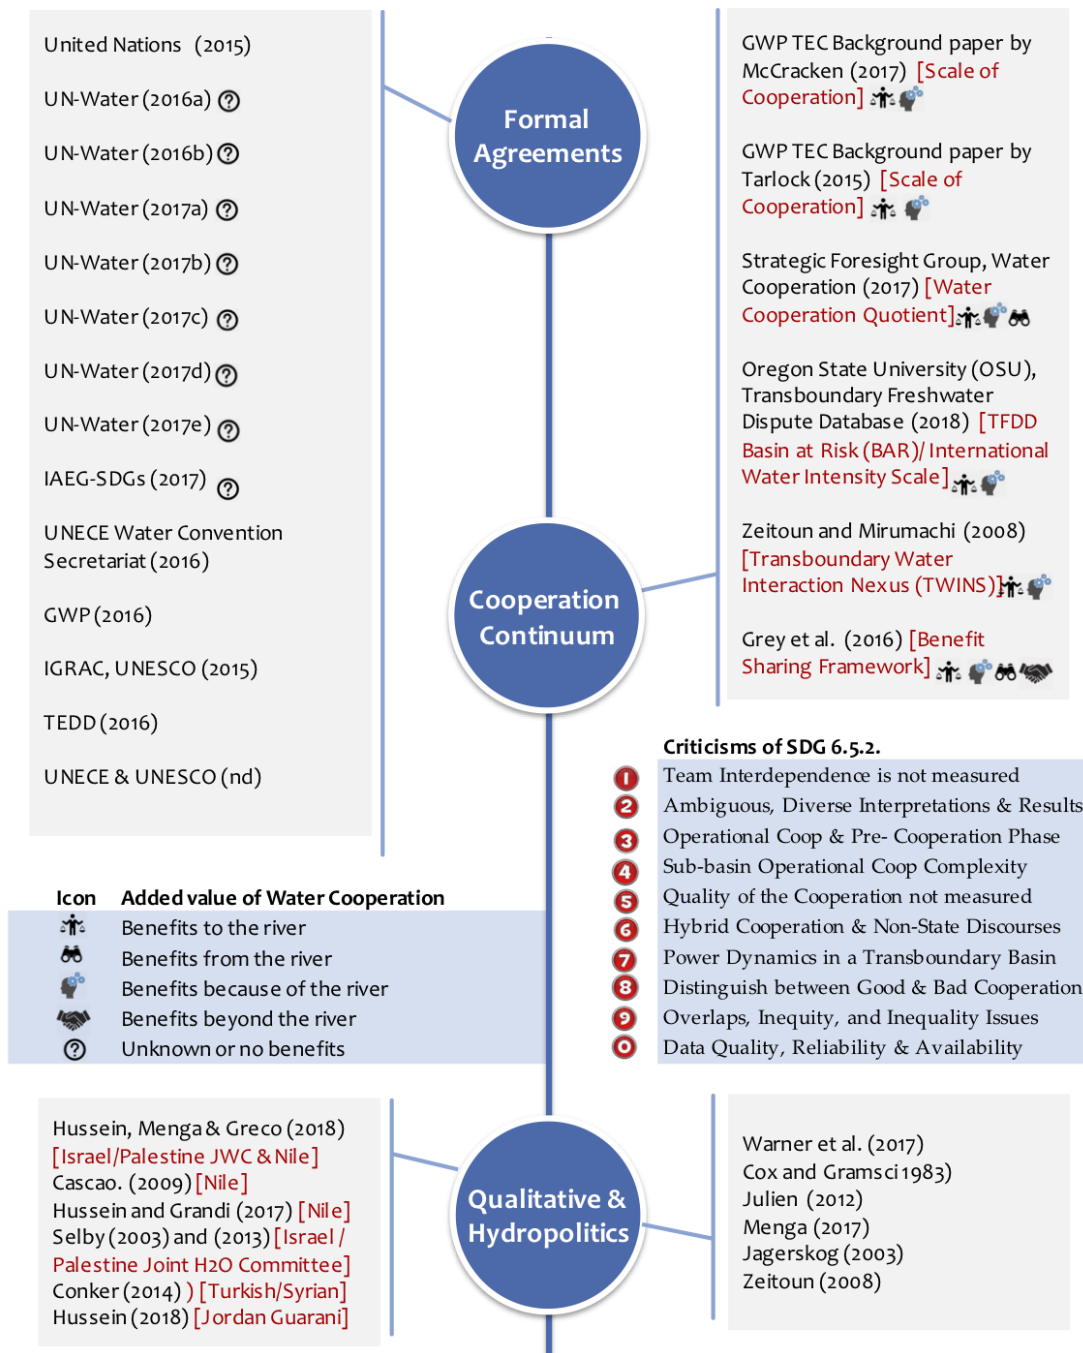 United Nations (2015)
UN-Water (2016a)
UN-Water (2016b)
UN-Water (2017a)
UN-Water (2017b)
UN-Water (2017c)
UN-Water (2017d)
UN-Water (2017e)
IAEG-SDGs (2017)
UNECE Water Convention
Secretariat (2016)
GWP (2016)
IGRAC, UNESCO (2015)
TEDD (2016)
UNECE & UNESCO (nd)
Formal
Agreements
GWP TEC Background paper by
McCracken (2017) [Scale of
Cooperation]
GWP TEC Background paper by
Tarlock (2015) [Scale of
Cooperation]
Strategic Foresight Group, Water
Cooperation (2017) [Water
Cooperation Quotient]
Oregon State University (OSU),
Transboundary Freshwater
Dispute Database (2018) [TFDD
Basin at Risk (BAR)/ International
Water Intensity Scale]
Zeitoun and Mirumachi (2008)
[Transboundary Water
Interaction Nexus (TWINS)]
Grey et al. (2016) [Benefit
Sharing Framework]
Cooperation
Continuum
Criticisms of SDG 6.5.2.
1 Team Interdependence is not measured
2 Ambiguous, Diverse Interpretations & Results
3 Operational Coop & Pre- Cooperation Phase
4 Sub-basin Operational Coop Complexity
5 Quality of the Cooperation not measured
6 Hybrid Cooperation & Non-State Discourses
7 Power Dynamics in a Transboundary Basin
8 Distinguish between Good & Bad Cooperation
9 Overlaps, Inequity, and Inequality Issues
0 Data Quality, Reliability & Availability
Icon Added value of Water Cooperation
Benefits to the river
Benefits from the river
Benefits because of the river
Benefits beyond the river
? Unknown or no benefits
Hussein, Menga & Greco (2018)
[Israel/Palestine JWC & Nile]
Cascao. (2009) [Nile]
Hussein and Grandi (2017) [Nile]
Selby (2003) and (2013) [Israel /
Palestine Joint H2O Committee]
Conker (2014) ) [Turkish/Syrian]
Hussein (2018) [Jordan Guarani]
Qualitative &
Hydropolitics
Warner et al. (2017)
Cox and Gramsci 1983)
Julien (2012)
Menga (2017)
Jagerskog (2003)
Zeitoun (2008)